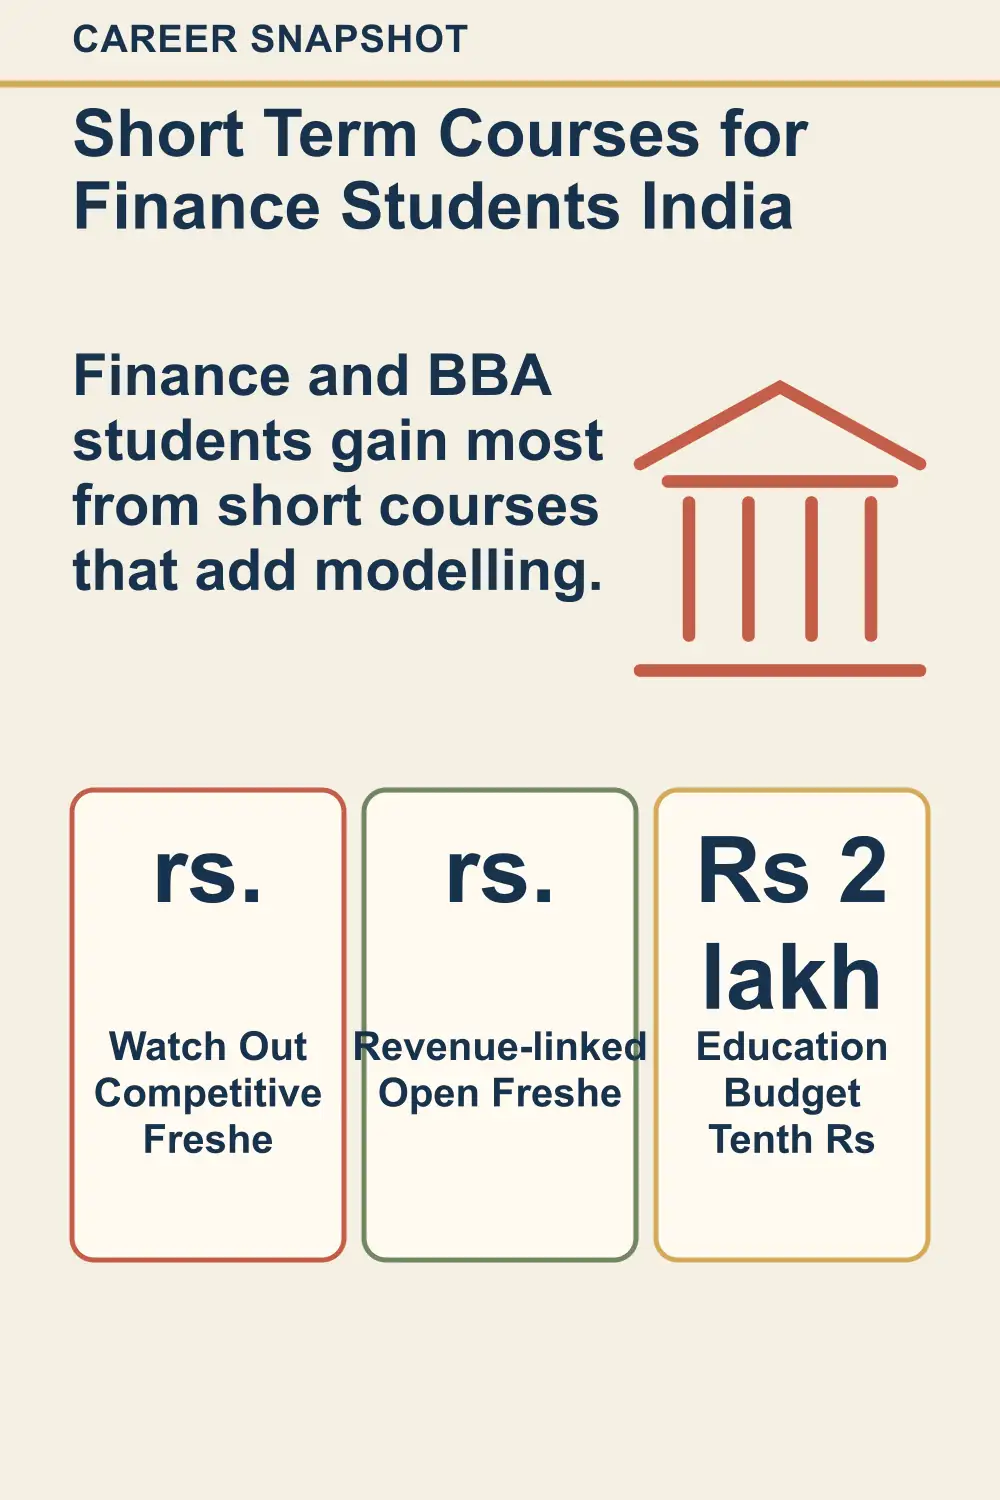 CAREER SNAPSHOT
Short Term Courses for
Finance Students India
Finance and BBA
students gain most
from short courses
that add modelling.
rs.
Watch Out
Competitive
Freshe
rs.
Revenue-linked
Open Freshe
Rs 2
lakh
Education
Budget
Tenth Rs